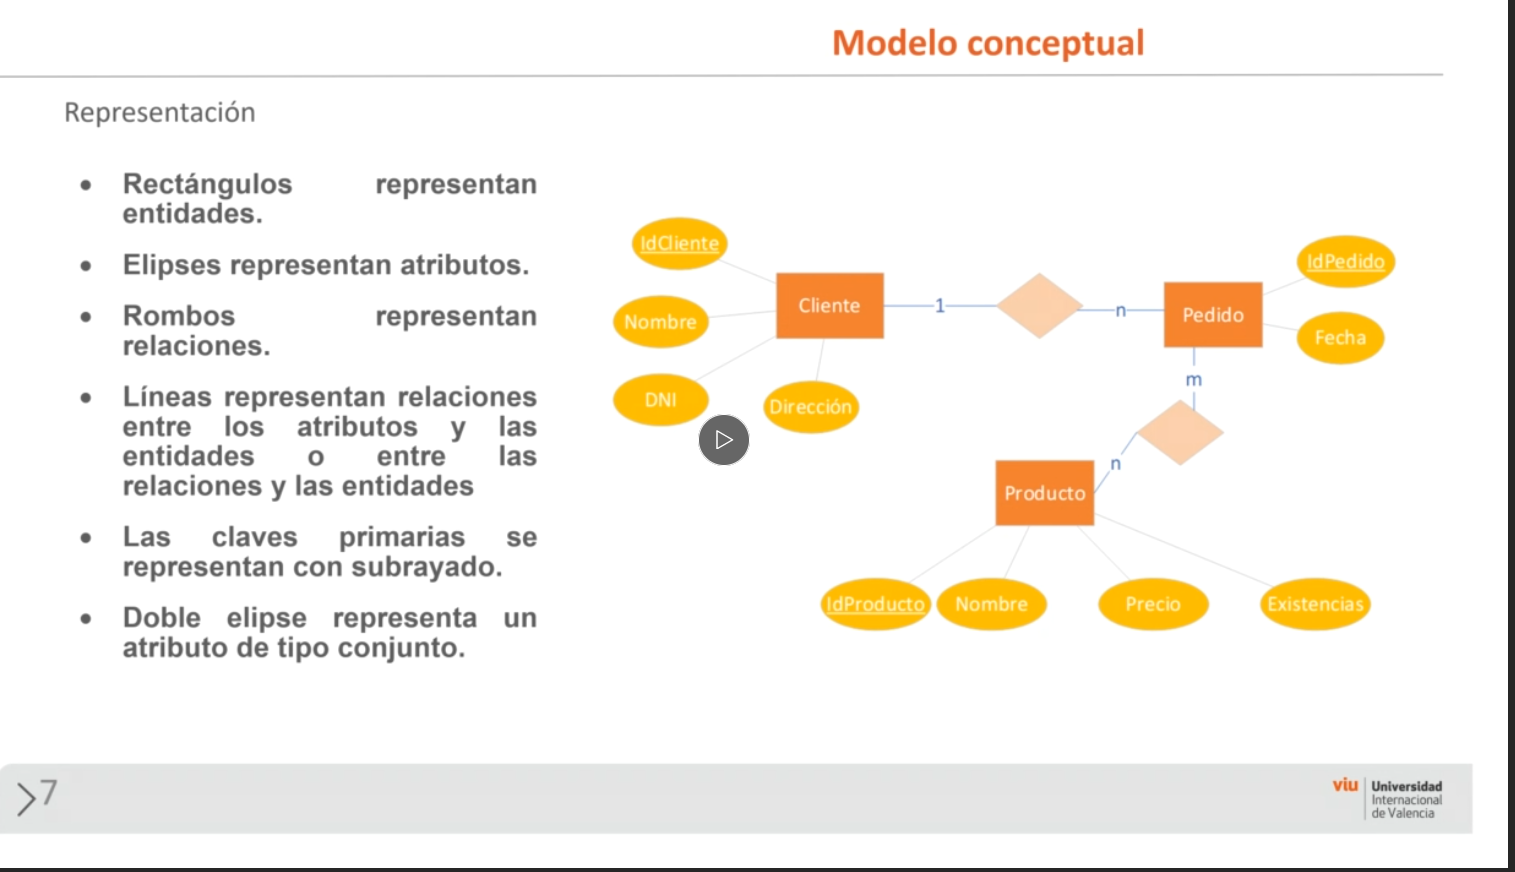 Modelo conceptual
Representación
• Rectángulos representan
entidades.
• Elipses representan atributos.
• Rombos representan
relaciones.
• Líneas representan relaciones
entre los atributos y las
entidades o entre las
relaciones y las entidades
• Las claves primarias se
representan con subrayado.
• Doble elipse representa un
atributo de tipo conjunto.
IdCliente
Nombre
DNI
Dirección
Cliente
1
n
Pedido
IdPedido
Fecha
m
n
Producto
IdProducto
Nombre
Precio
Existencias
7
viu
Universidad
Internacional
de Valencia